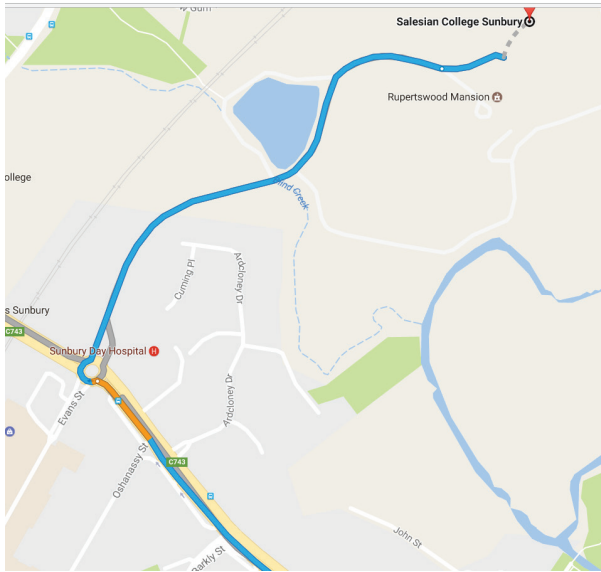 Salesian College Sunbury
Rupertswood Mansion
ollege
Creek
Cuming Pl
Ardcloney Dr
s Sunbury
C743
Sunbury Day Hospital
H
Evans St
Ardcloney Dr
Oshanassy St
C743
John St
Barkly St